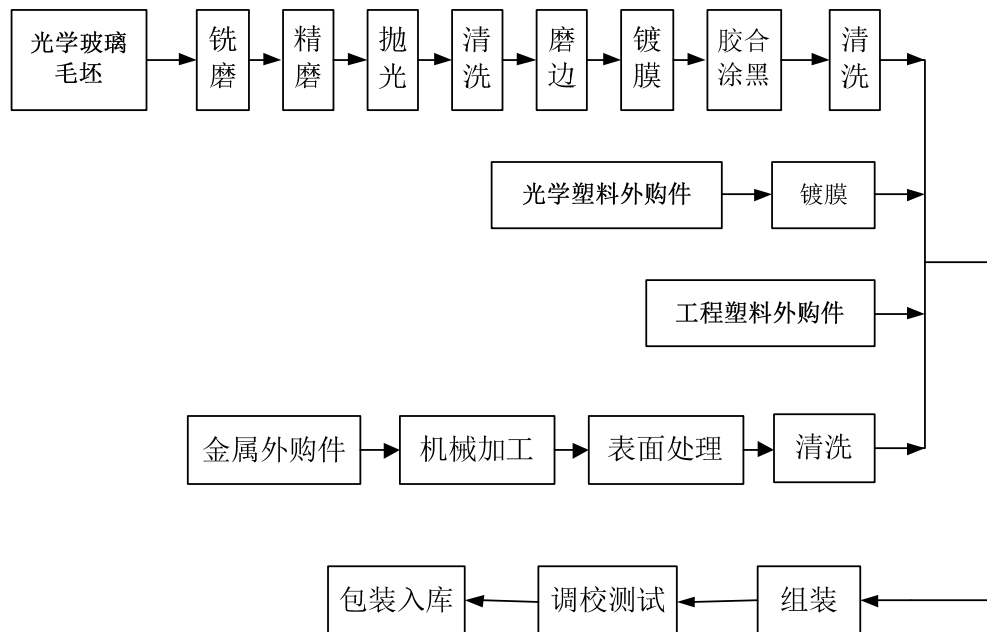 光学玻璃
毛坯
铣
磨
精
磨
抛
光
清
洗
磨
边
镀
膜
胶合
涂黑
清
洗
光学塑料外购件
镀膜
工程塑料外购件
金属外购件
机械加工
表面处理
清洗
包装入库
调校测试
组装